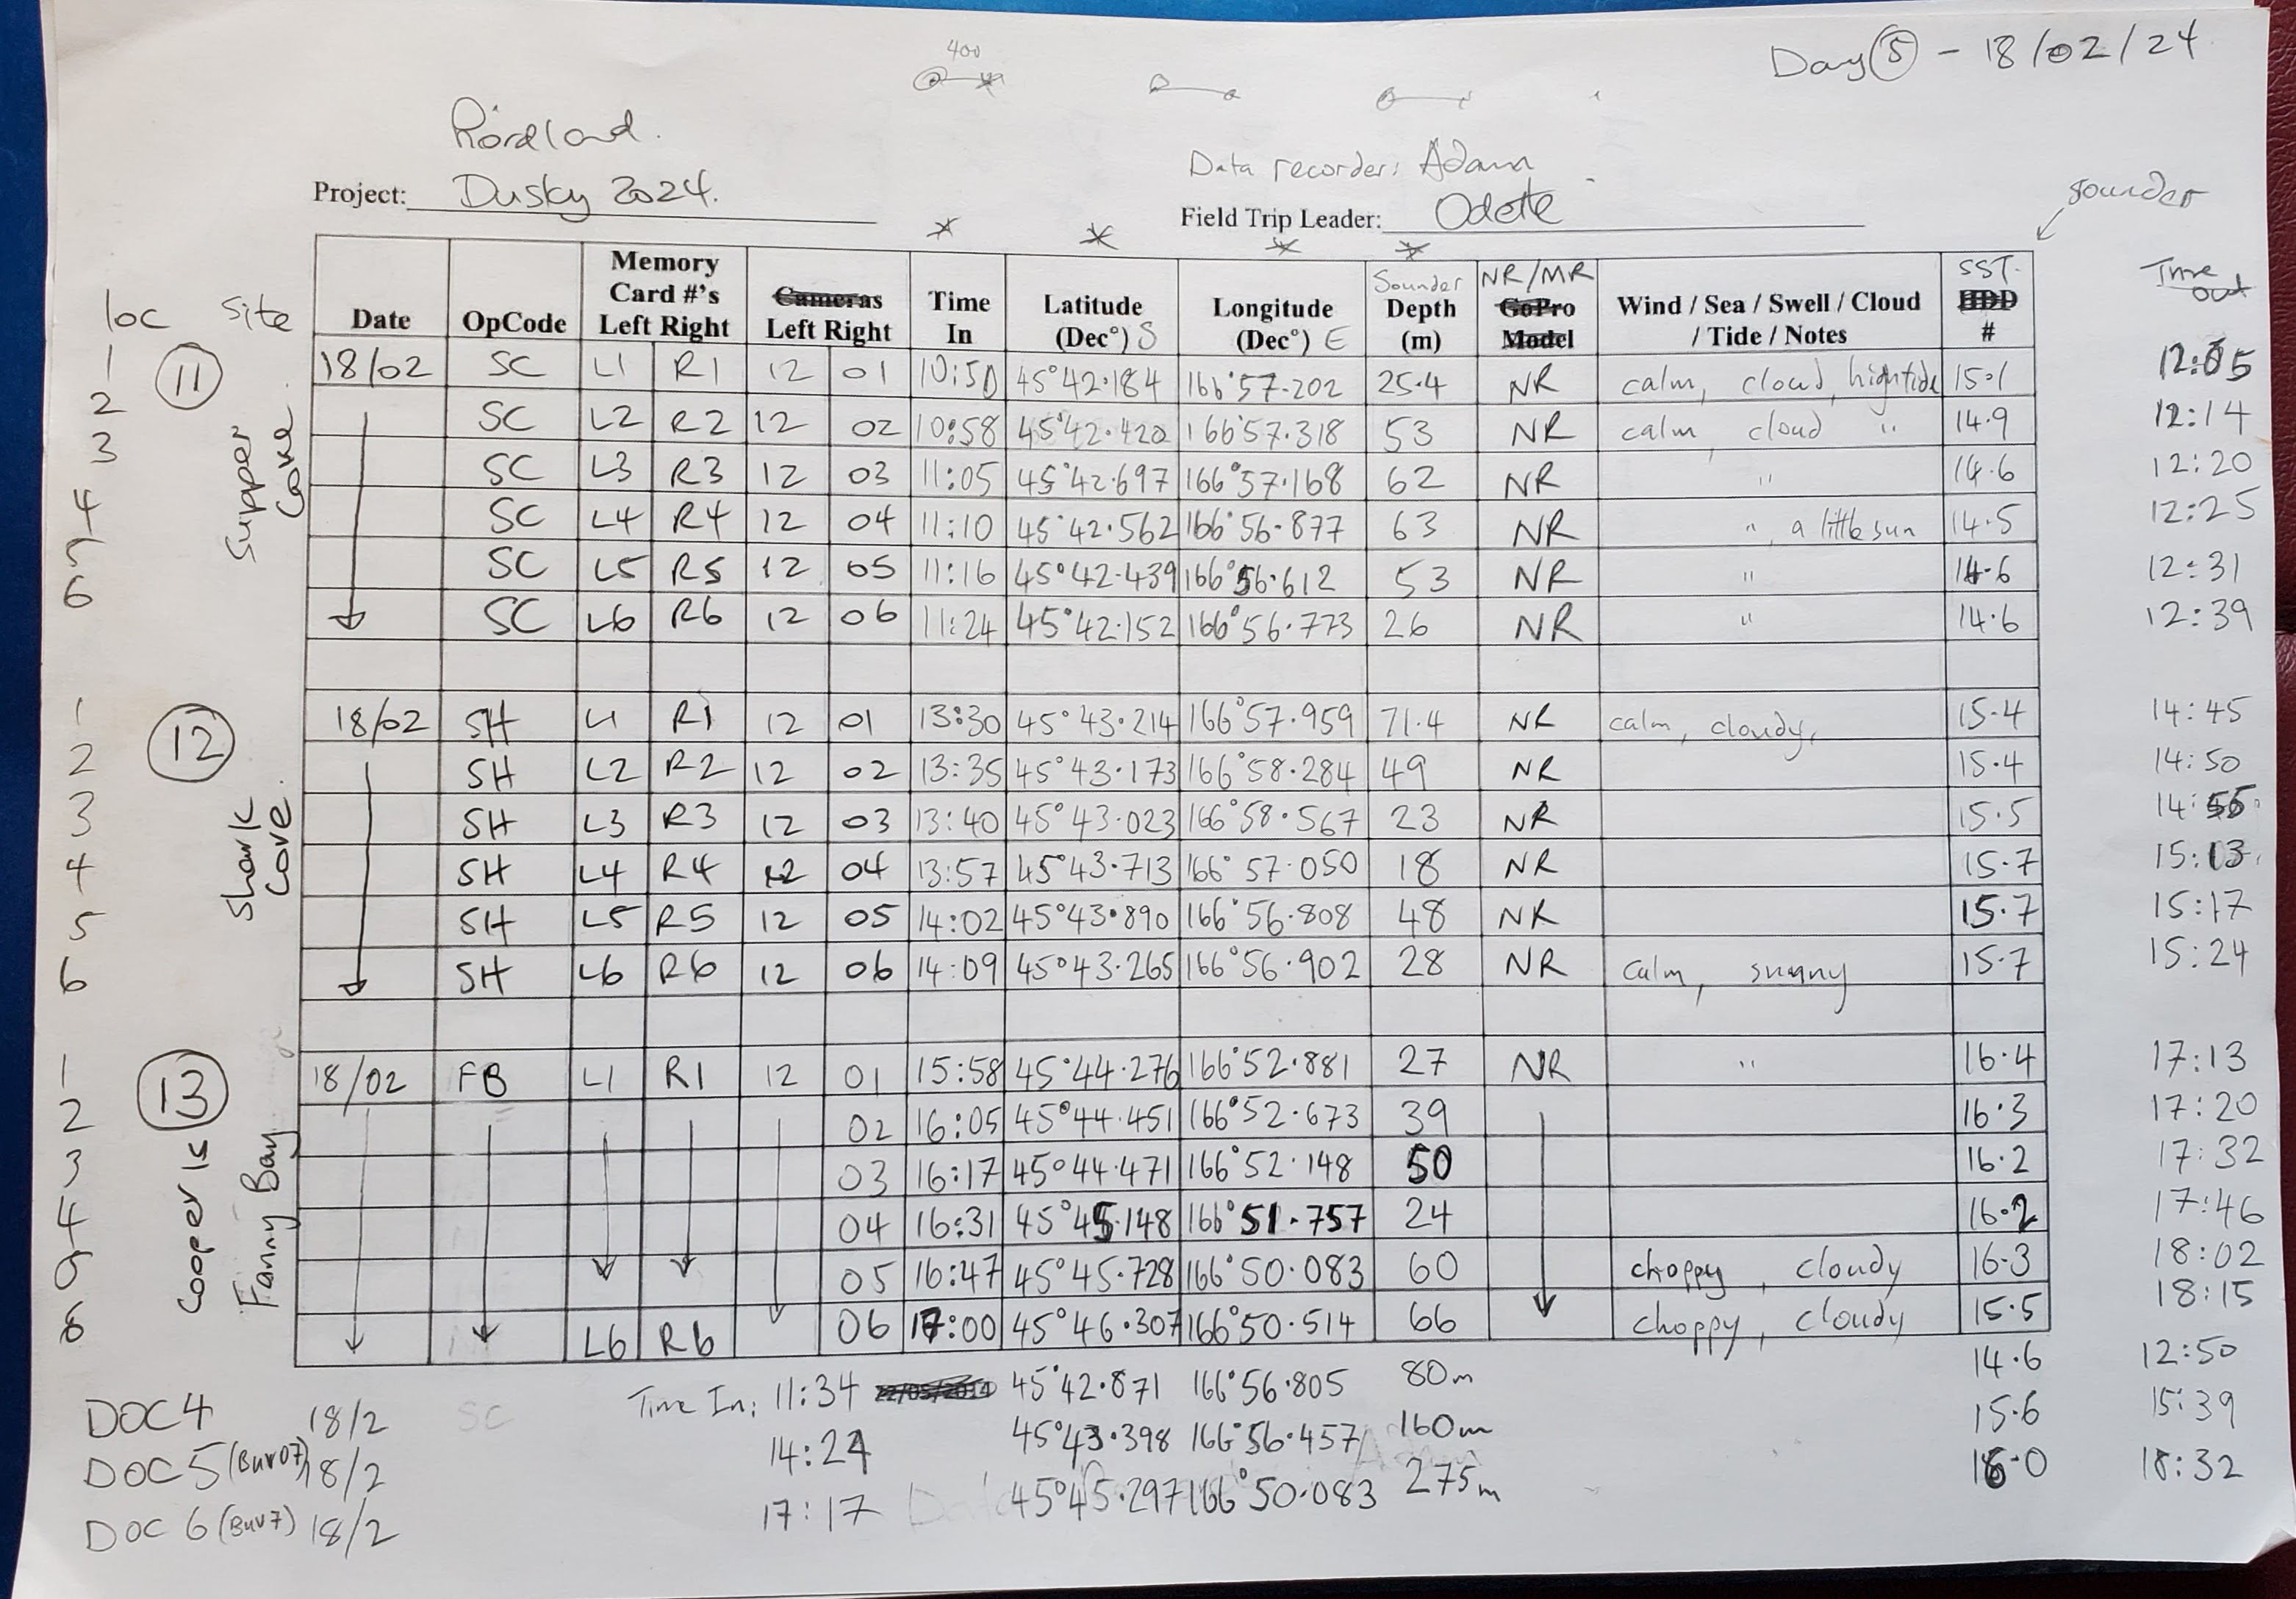 400
Day 5 - 18/02/24
Fiordland.
Data recorder: Adam
Project: Dusky 2024.
Field Trip Leader: Odette
sounder
loc Site Date OpCode Memory Card #'s Left Right Cameras Left Right Time In Latitude (Dec°) S Longitude (Dec°) E Sounder Depth (m) NR/MR GoPro Model Wind / Sea / Swell / Cloud / Tide / Notes SST. HDD # Time out
11 Supper Cove
1 18/02 SC L1 R1 12 01 10:50 45°42.184 166°57.202 25.4 NR calm, cloud, hightide 15.1 12:05
2 SC L2 R2 12 02 10:58 45°42.420 166°57.318 53 NR calm, cloud " 14.9 12:14
3 SC L3 R3 12 03 11:05 45°42.697 166°57.168 62 NR " 14.6 12:20
4 SC L4 R4 12 04 11:10 45°42.562 166°56.877 63 NR ", a little sun 14.5 12:25
5 SC L5 R5 12 05 11:16 45°42.439 166°56.612 53 NR " 14.6 12:31
6 SC L6 R6 12 06 11:24 45°42.152 166°56.773 26 NR " 14.6 12:39
12 Shark Cove.
1 18/02 SH L1 R1 12 01 13:30 45°43.214 166°57.959 71.4 NR calm, cloudy, 15.4 14:45
2 SH L2 R2 12 02 13:35 45°43.173 166°58.284 49 NR 15.4 14:50
3 SH L3 R3 12 03 13:40 45°43.023 166°58.567 23 NR 15.5 14:55
4 SH L4 R4 12 04 13:57 45°43.713 166°57.050 18 NR 15.7 15:13
5 SH L5 R5 12 05 14:02 45°43.890 166°56.808 48 NR 15.7 15:17
6 SH L6 R6 12 06 14:09 45°43.265 166°56.902 28 NR calm, sunny 15.7 15:24
13 Cooper Is Fanny Bay
1 18/02 FB L1 R1 12 01 15:58 45°44.276 166°52.881 27 NR " 16.4 17:13
2 02 16:05 45°44.451 166°52.673 39 16.3 17:20
3 03 16:17 45°44.471 166°52.148 50 16.2 17:32
4 04 16:31 45°45.148 166°51.757 24 16.2 17:46
5 05 16:47 45°45.728 166°50.083 60 choppy, cloudy 16.3 18:02
6 L6 R6 06 17:00 45°46.307 166°50.514 66 choppy, cloudy 15.5 18:15
DOC 4 18/2 SC Time In: 11:34 45°42.871 166°56.805 80m 14.6 12:50
DOC 5 (Buv07) 18/2 14:24 45°43.398 166°56.457 160m 15.6 15:39
DOC 6 (Buv7) 18/2 17:17 45°45.297 166°50.083 275m 16.0 18:32